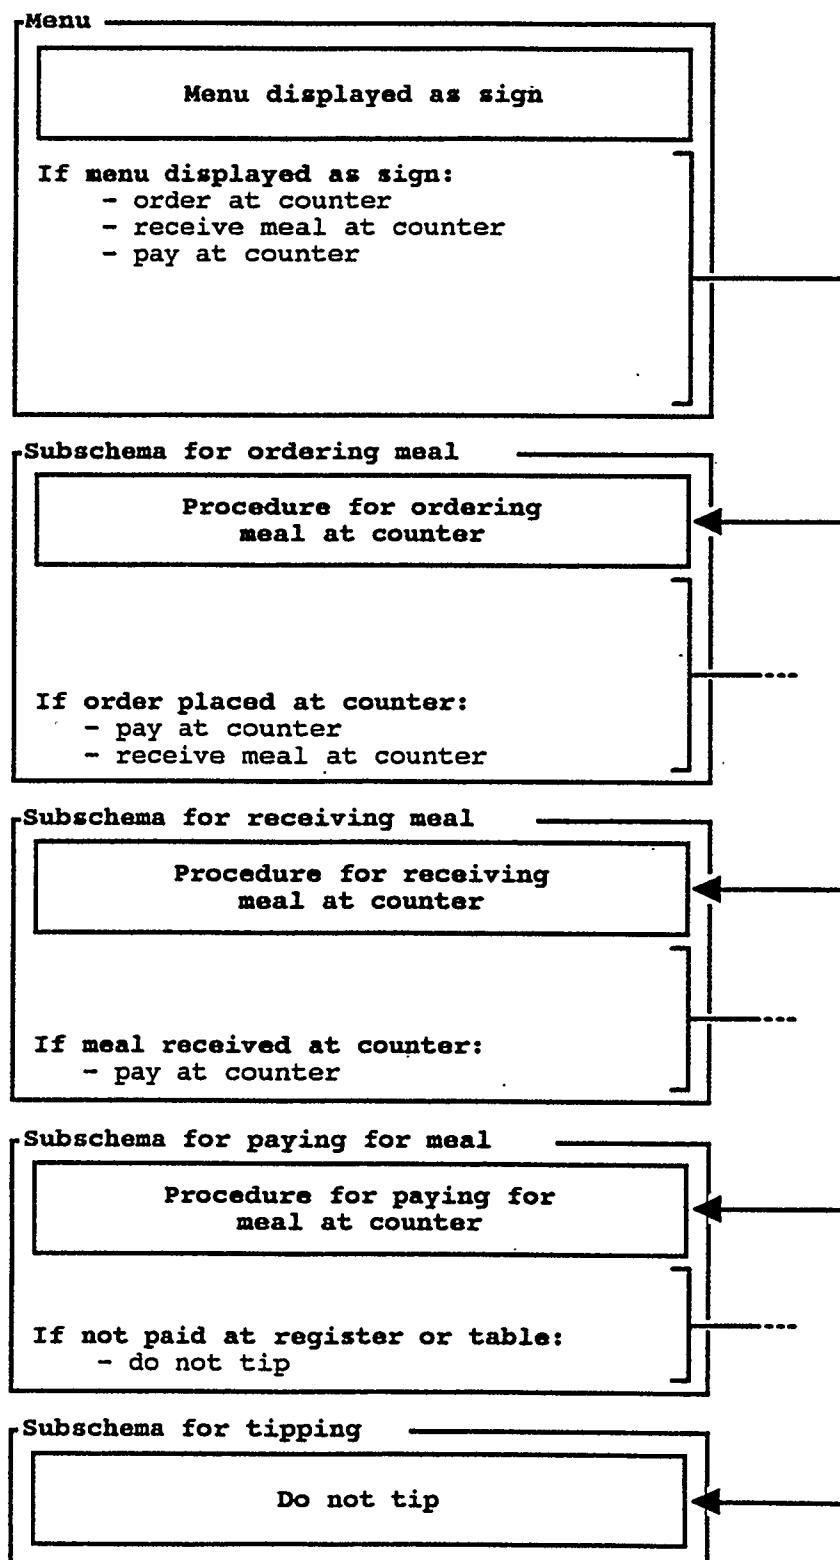 Menu
Menu displayed as sign
If menu displayed as sign:
- order at counter
- receive meal at counter
- pay at counter
Subschema for ordering meal
Procedure for ordering
meal at counter
If order placed at counter:
- pay at counter
- receive meal at counter
Subschema for receiving meal
Procedure for receiving
meal at counter
If meal received at counter:
- pay at counter
Subschema for paying for meal
Procedure for paying for
meal at counter
If not paid at register or table:
- do not tip
Subschema for tipping
Do not tip